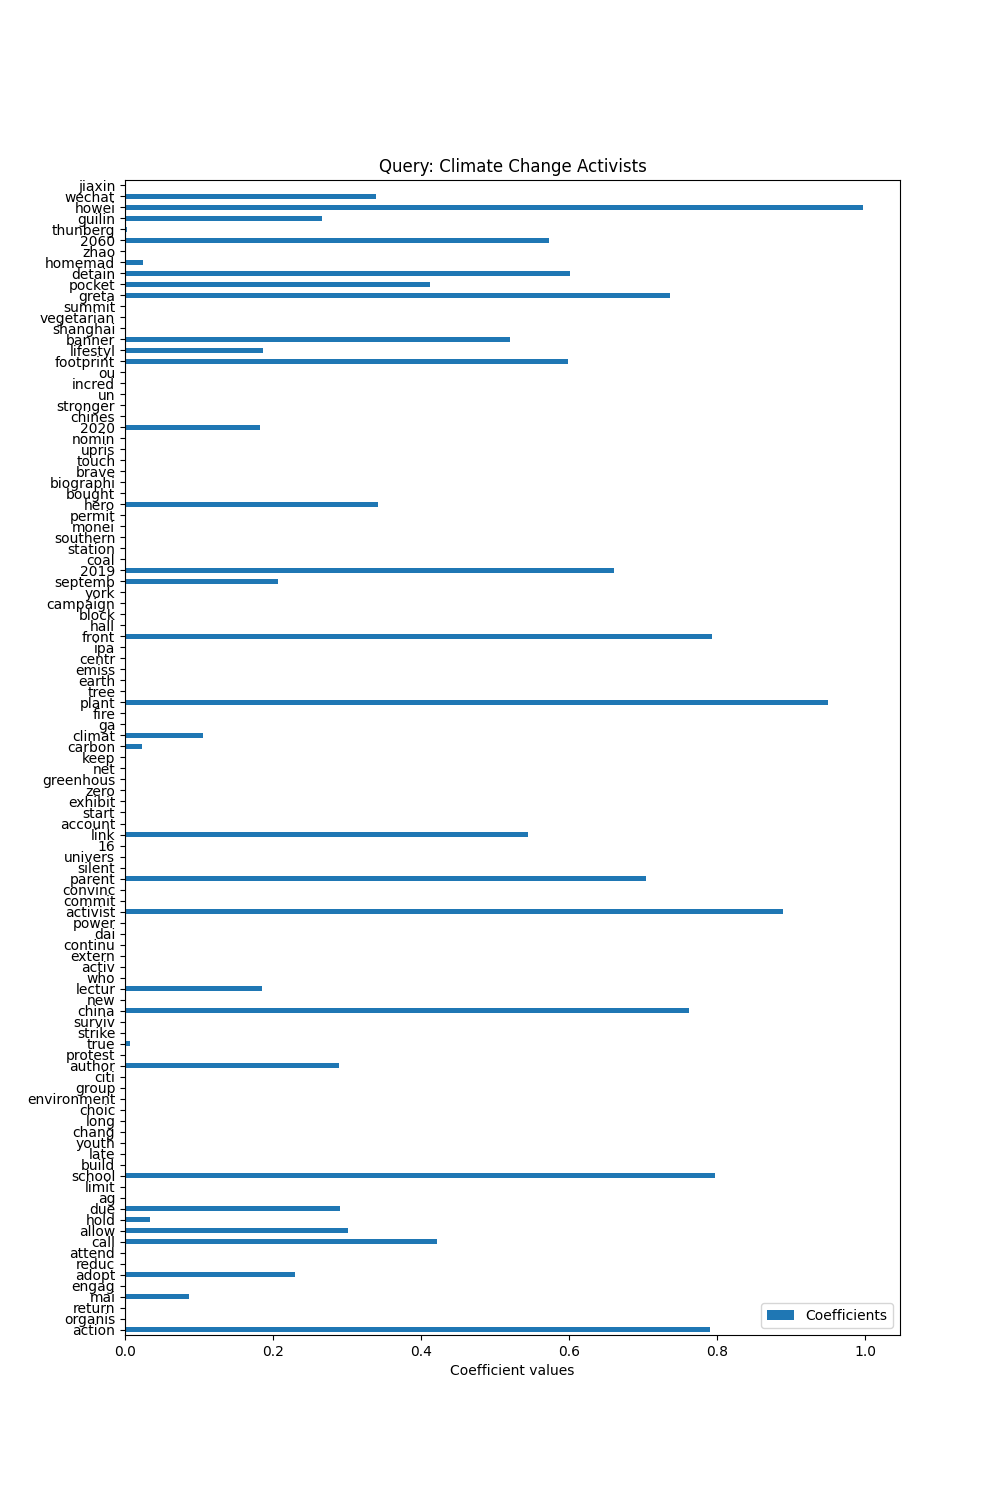 Query: Climate Change Activists
jiaxin
wechat
howei
guilin
thunberg
2060
zhao
homemad
detain
pocket
greta
summit
vegetarian
shanghai
banner
lifestyl
footprint
ou
incred
un
stronger
chines
2020
nomin
upris
touch
brave
biographi
bought
hero
permit
monei
southern
station
coal
2019
septemb
york
campaign
block
hall
front
ipa
centr
emiss
earth
tree
plant
fire
ga
climat
carbon
keep
net
greenhous
zero
exhibit
start
account
link
16
univers
silent
parent
convinc
commit
activist
power
dai
continu
extern
activ
who
lectur
new
china
surviv
strike
true
protest
author
citi
group
environment
choic
long
chang
youth
late
build
school
limit
ag
due
hold
allow
call
attend
reduc
adopt
engag
mai
return
organis
action
Coefficients
0.0 0.2 0.4 0.6 0.8 1.0
Coefficient values